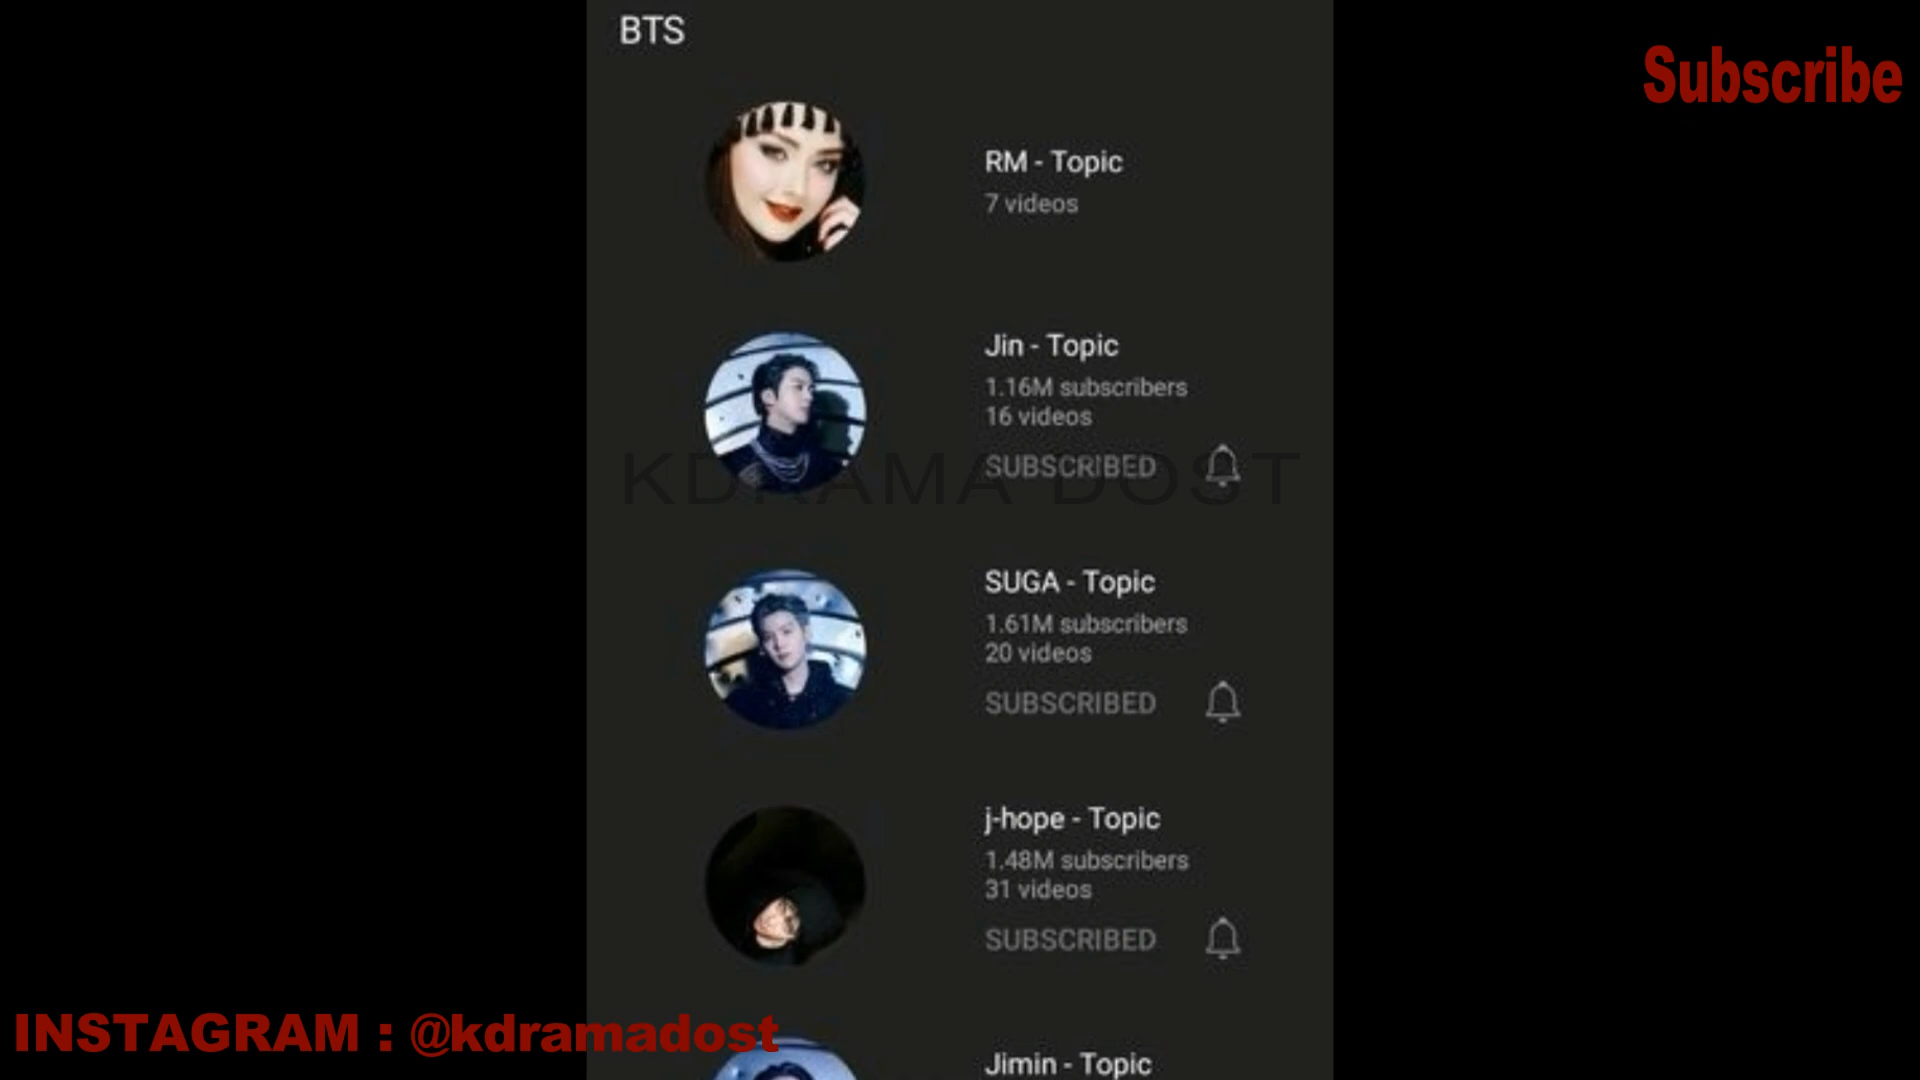 BTS
Subscribe
RM - Topic
7 videos
Jin - Topic
1.16M subscribers
16 videos
SUBSCRIBED
KDRAMA DOST
SUGA - Topic
1.61M subscribers
20 videos
SUBSCRIBED
j-hope - Topic
1.48M subscribers
31 videos
SUBSCRIBED
INSTAGRAM : @kdramadost
Jimin - Topic